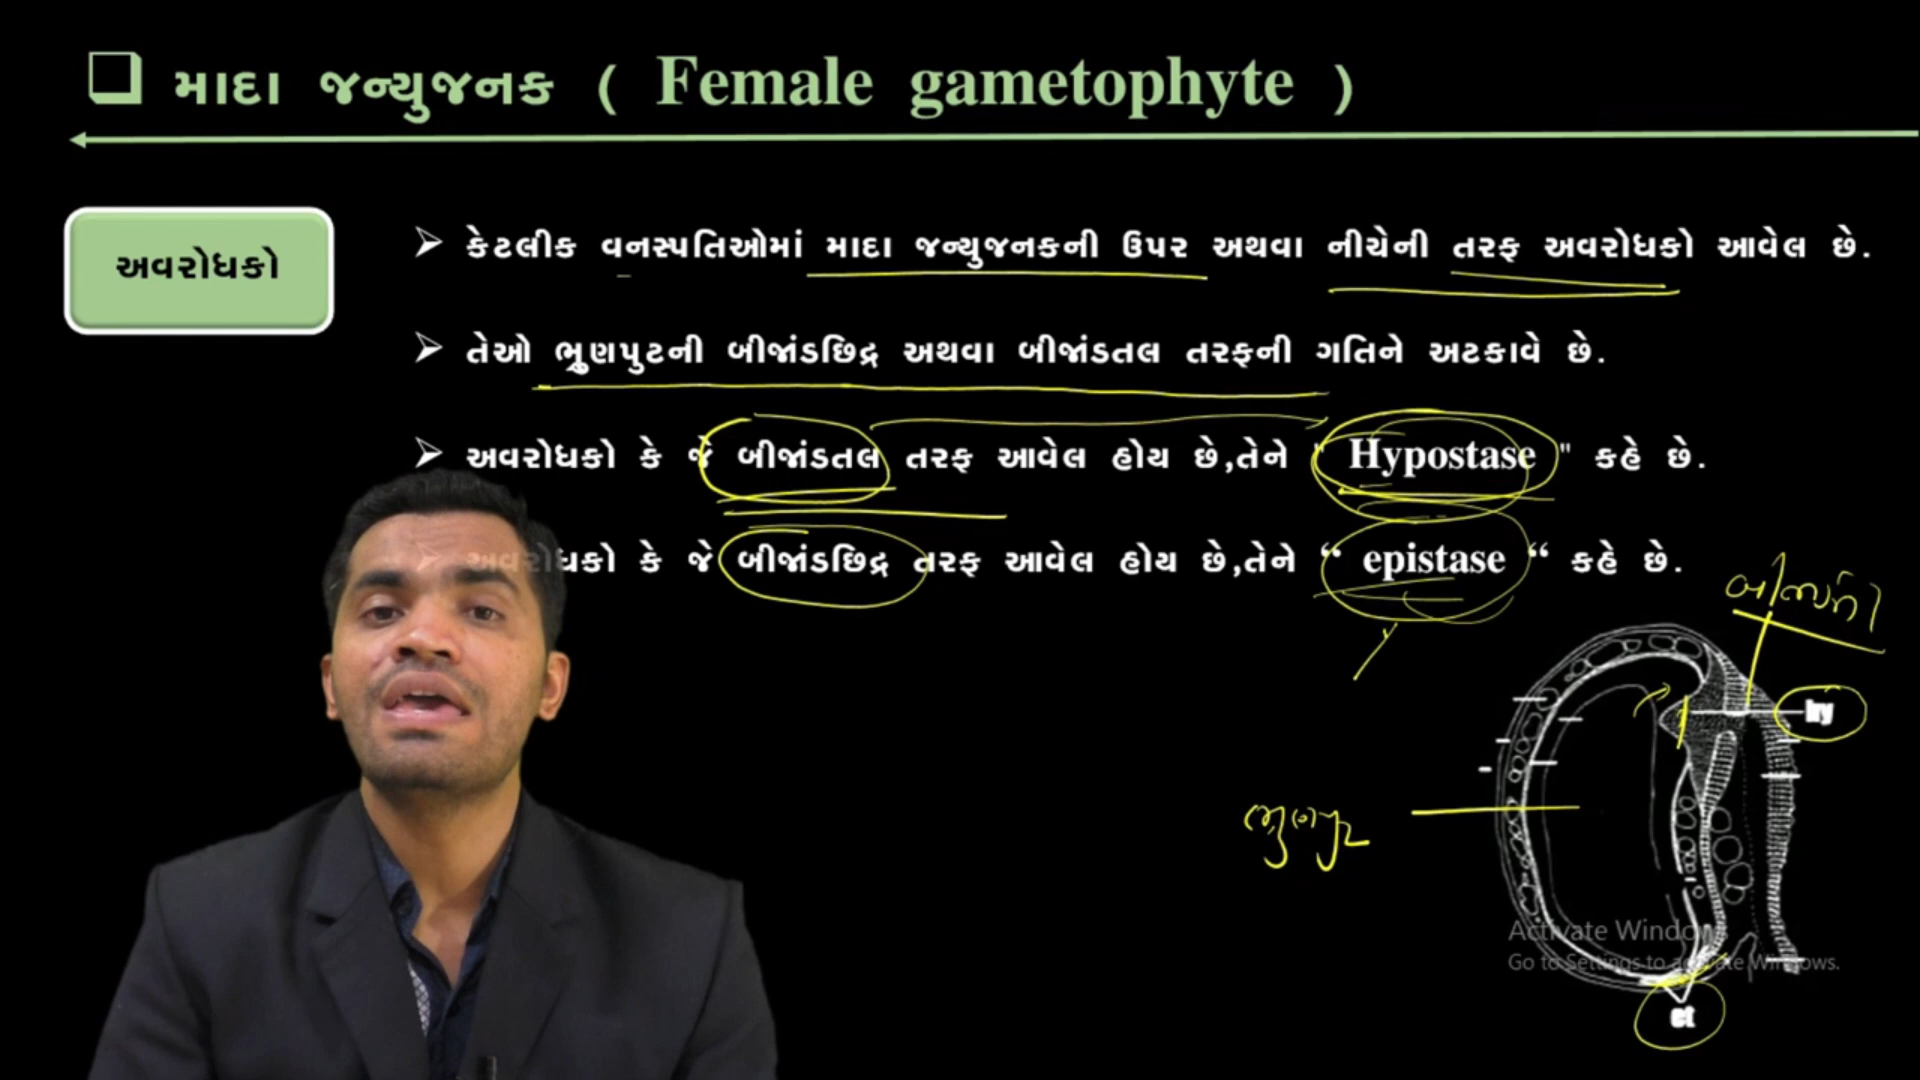 માદા જન્યુજનક ( Female gametophyte )
અવરોધકો
➢ કેટલીક વનસ્પતિઓમાં માદા જન્યુજનકની ઉપર અથવા નીચેની તરફ અવરોધકો આવેલ છે.
➢ તેઓ ભ્રુણપુટની બીજાંડછિદ્ર અથવા બીજાંડતલ તરફની ગતિને અટકાવે છે.
➢ અવરોધકો કે જે બીજાંડતલ તરફ આવેલ હોય છે,તેને " Hypostase " કહે છે.
અવરોધકો કે જે બીજાંડછિદ્ર તરફ આવેલ હોય છે,તેને “ epistase “ કહે છે.
hy
Activate Windows
Go to Settings to activate Windows.
et